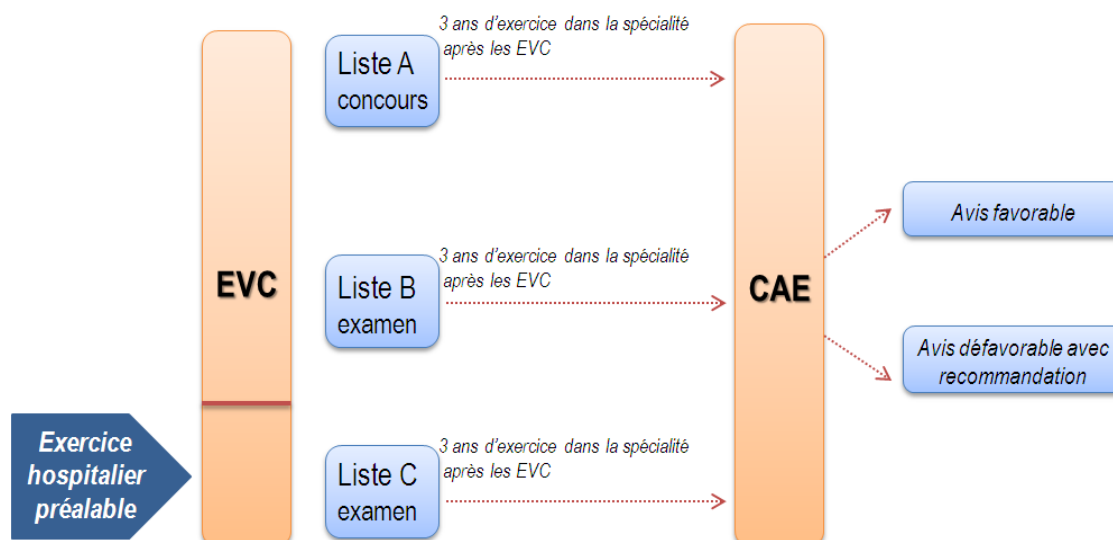 3 ans d’exercice dans la spécialité
après les EVC
Liste A
concours
Avis favorable
3 ans d’exercice dans la spécialité
après les EVC
EVC
Liste B
examen
CAE
Avis défavorable avec
recommandation
Exercice
hospitalier
préalable
3 ans d’exercice dans la spécialité
après les EVC
Liste C
examen